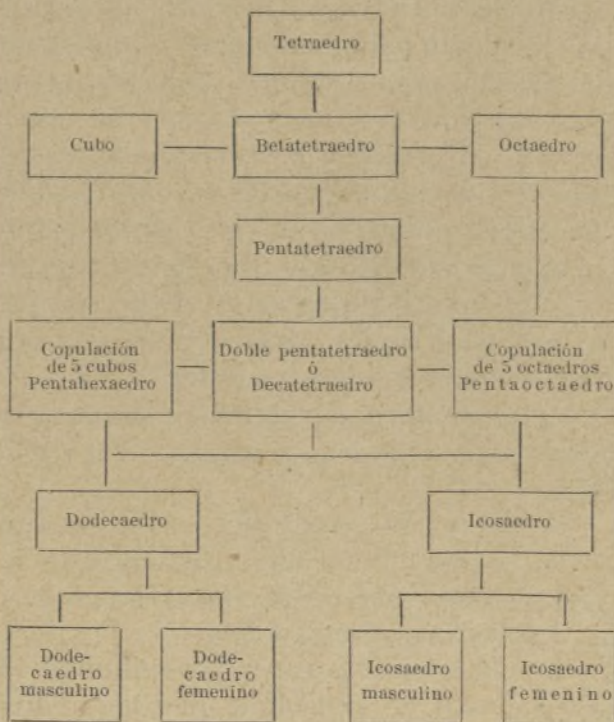 Tetraedro
Cubo
Betatetraedro
Octaedro
Pentatetraedro
Copulación
de 5 cubos
Pentahexaedro
Doble pentatetraedro
ó
Decatetraedro
Copulación
de 5 octaedros
Pentaoctaedro
Dodecaedro
Icosaedro
Dode-
caedro
masculino
Dode-
caedro
femenino
Icosaedro
masculino
Icosaedro
femenino